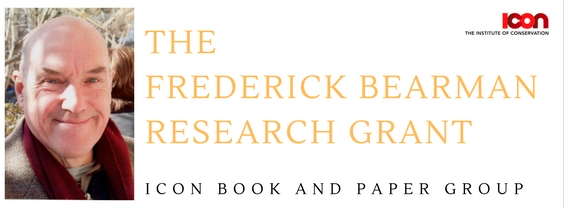 icon
THE INSTITUTE OF CONSERVATION
THE
FREDERICK BEARMAN
RESEARCH GRANT
ICON BOOK AND PAPER GROUP